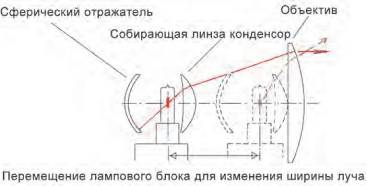 Объектив
Сферический отражатель
Собирающая линза конденсор
Перемещение лампового блока для изменения ширины луча